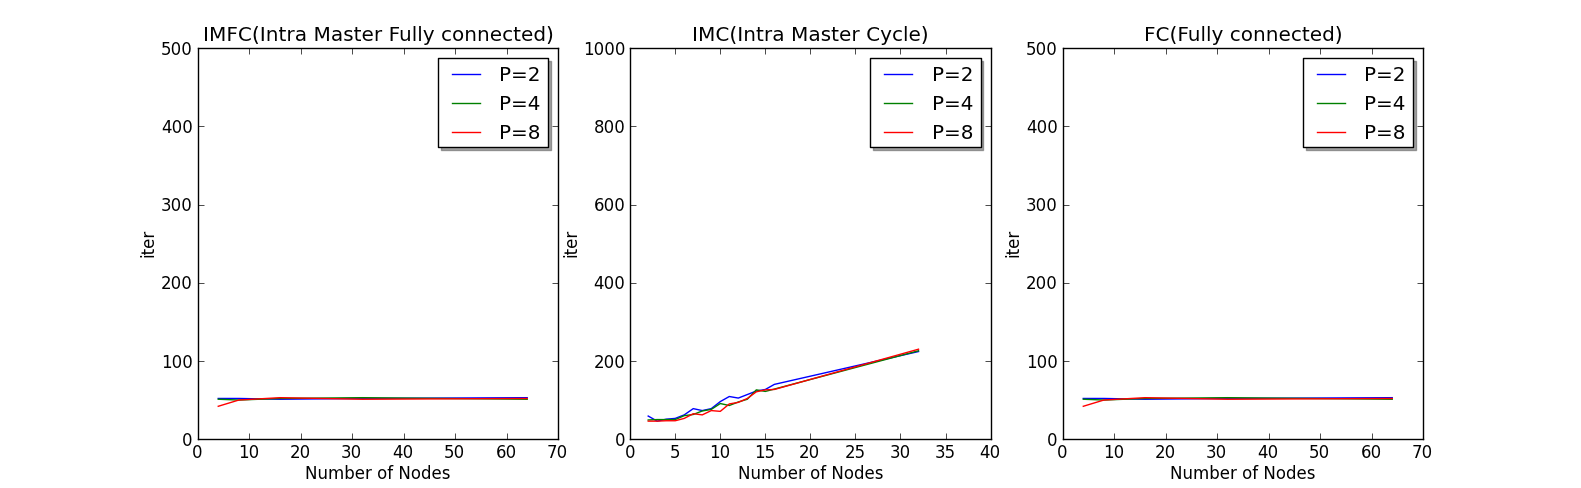 IMFC(Intra Master Fully connected)
500
400
300
200
100
0
iter
P=2
P=4
P=8
0 10 20 30 40 50 60 70
Number of Nodes
IMC(Intra Master Cycle)
1000
800
600
400
200
0
iter
P=2
P=4
P=8
0 5 10 15 20 25 30 35 40
Number of Nodes
FC(Fully connected)
500
400
300
200
100
0
iter
P=2
P=4
P=8
0 10 20 30 40 50 60 70
Number of Nodes